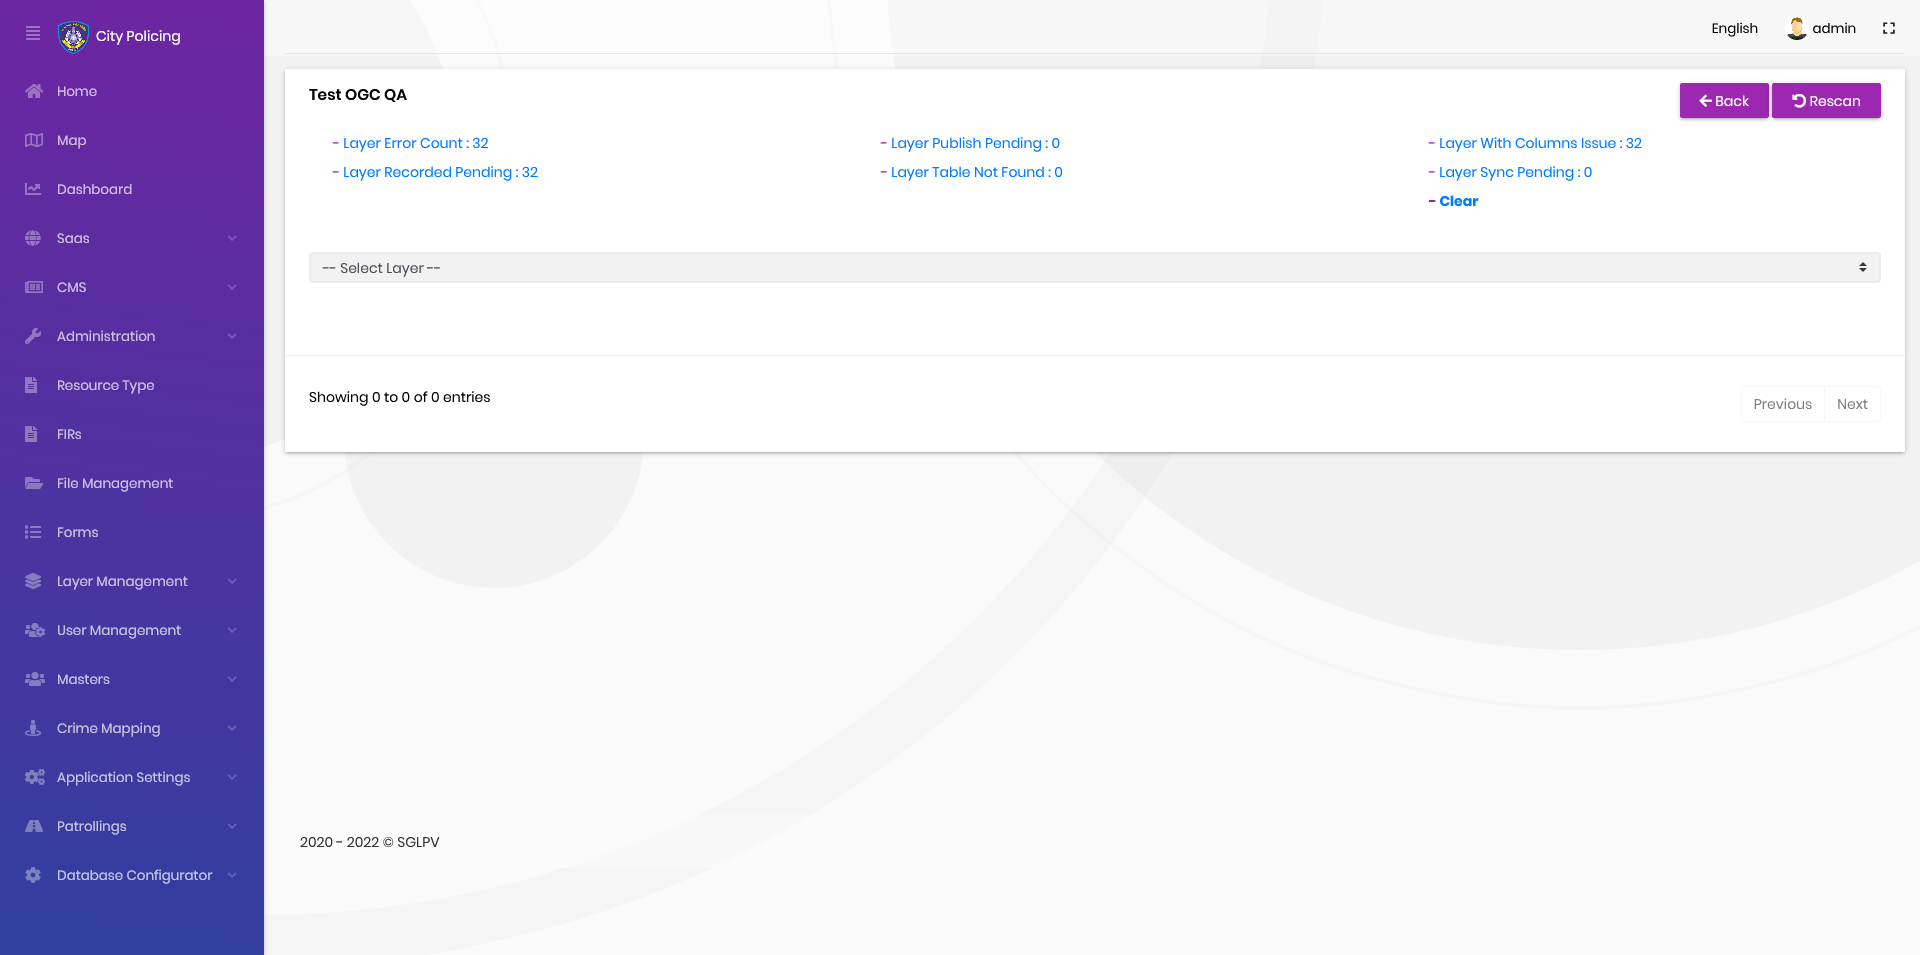 City Policing
Home
Map
Dashboard
Saas
CMS
Administration
Resource Type
FIRs
File Management
Forms
Layer Management
User Management
Masters
Crime Mapping
Application Settings
Patrollings
Database Configurator
English
admin
Test OGC QA
Back
Rescan
- Layer Error Count : 32
- Layer Publish Pending : 0
- Layer With Columns Issue : 32
- Layer Recorded Pending : 32
- Layer Table Not Found : 0
- Layer Sync Pending : 0
- Clear
-- Select Layer --
Showing 0 to 0 of 0 entries
Previous
Next
2020 - 2022 © SGLPV